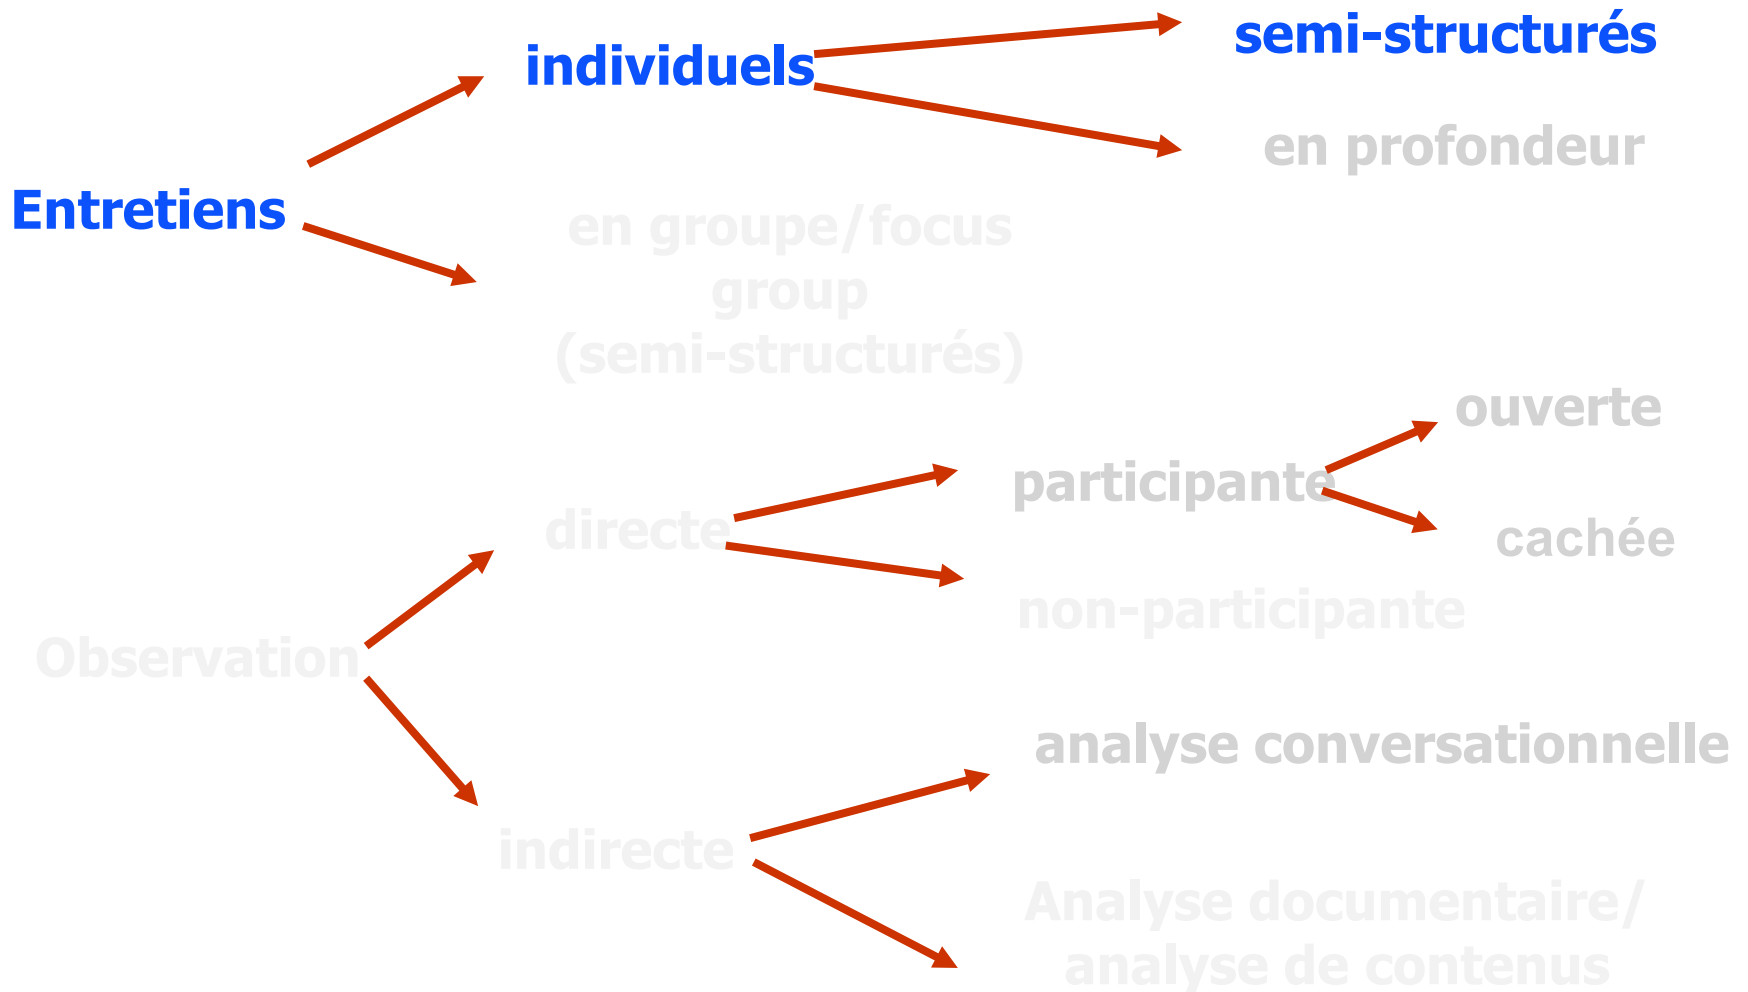 semi-structurés
individuels
en profondeur
Entretiens
en groupe/focus
group
(semi-structurés)
ouverte
participante
directe
cachée
non-participante
Observation
analyse conversationnelle
indirecte
Analyse documentaire/
analyse de contenus